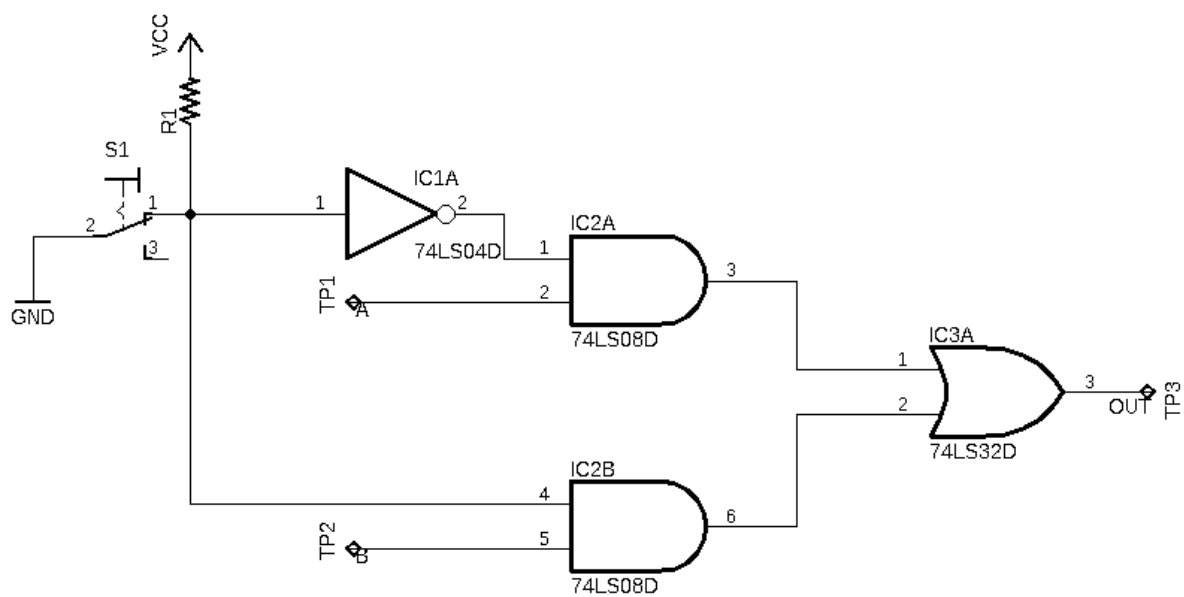 VCC
R1
S1
1
2
3
GND
1
IC1A
2
74LS04D
TP1
A
IC2A
1
2
3
74LS08D
IC3A
1
2
3
OUT
TP3
74LS32D
IC2B
4
5
6
TP2
B
74LS08D